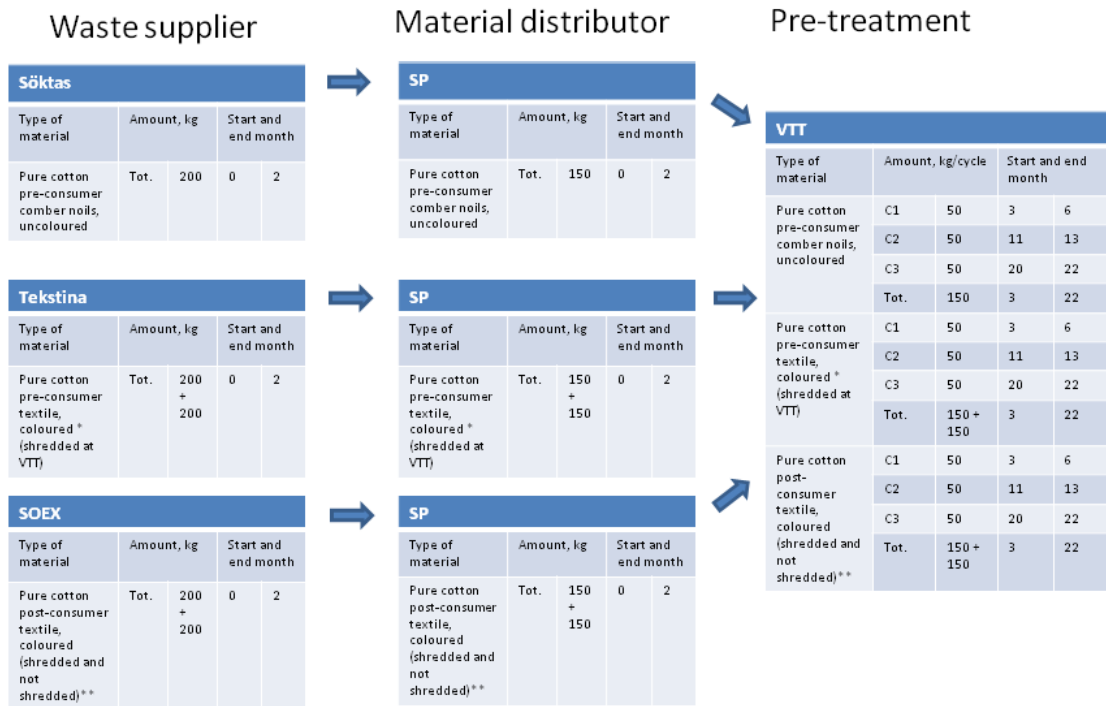 Waste supplier
Material distributor
Pre-treatment
Söktas
Type of
material
Amount, kg
Start and
end month
Pure cotton
pre-consumer
comber noils,
uncoloured
Tot.
200
0
2
SP
Type of
material
Amount, kg
Start and
end month
Pure cotton
pre-consumer
comber noils,
uncoloured
Tot.
150
0
2
Tekstina
Type of
material
Amount, kg
Start and
end month
Pure cotton
pre-consumer
textile,
coloured *
(shredded at
VTT)
Tot.
200
+
200
0
2
SP
Type of
material
Amount, kg
Start and
end month
Pure cotton
pre-consumer
textile,
coloured *
(shredded at
VTT)
Tot.
150
+
150
0
2
SOEX
Type of
material
Amount, kg
Start and
end month
Pure cotton
post-consumer
textile,
coloured
(shredded and
not
shredded)**
Tot.
200
+
200
0
2
SP
Type of
material
Amount, kg
Start and
end month
Pure cotton
post-consumer
textile,
coloured
(shredded and
not
shredded)**
Tot.
150
+
150
0
2
VTT
Type of
material
Amount, kg/cycle
Start and end
month
Pure cotton
pre-consumer
comber noils,
uncoloured
C1 50 3 6
C2 50 11 13
C3 50 20 22
Tot. 150 3 22
Pure cotton
pre-consumer
textile,
coloured *
(shredded at
VTT)
C1 50 3 6
C2 50 11 13
C3 50 20 22
Tot. 150 + 3 22
150
Pure cotton
post-
consumer
textile,
coloured
(shredded and
not
shredded)**
C1 50 3 6
C2 50 11 13
C3 50 20 22
Tot. 150 + 3 22
150